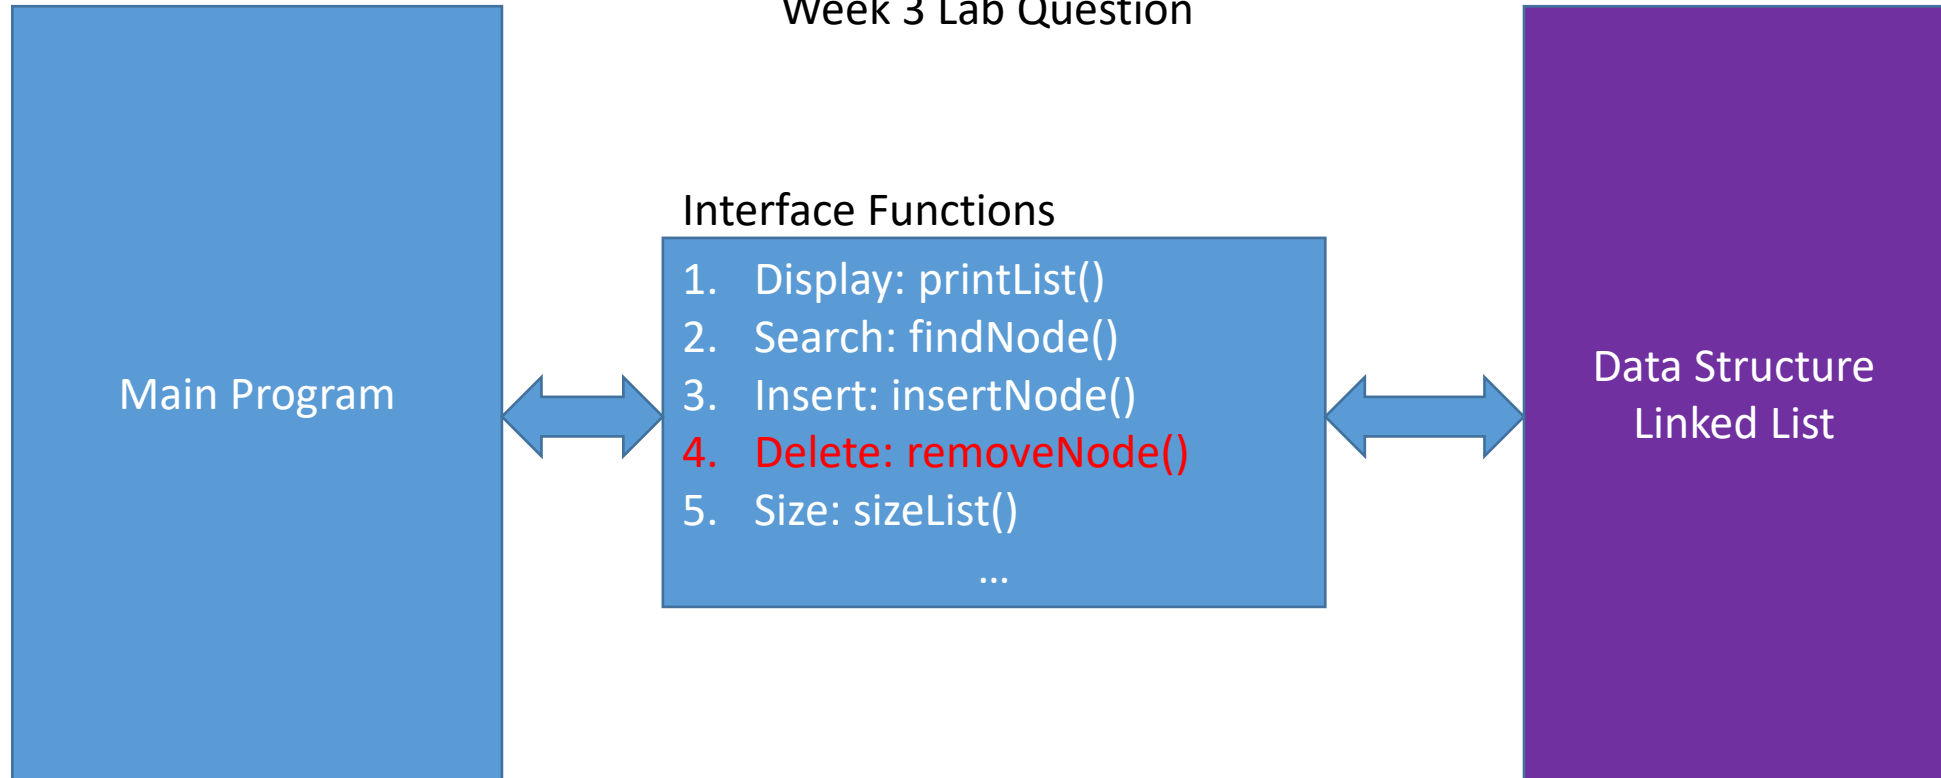 Week 3 Lab Question
Interface Functions
Main Program
1. Display: printList()
2. Search: findNode()
3. Insert: insertNode()
4. Delete: removeNode()
5. Size: sizeList()
...
Data Structure
Linked List